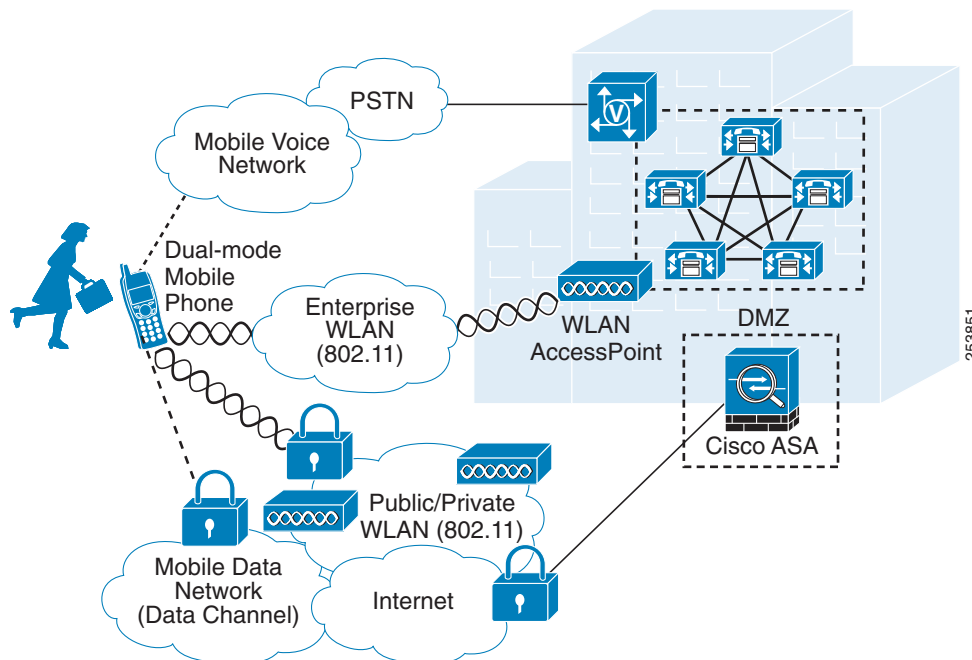 PSTN
V
Mobile Voice
Network
Dual-mode
Mobile
Phone
Enterprise
WLAN
(802.11)
WLAN
AccessPoint
DMZ
Cisco ASA
253851
Public/Private
WLAN (802.11)
Mobile Data
Network
(Data Channel)
Internet